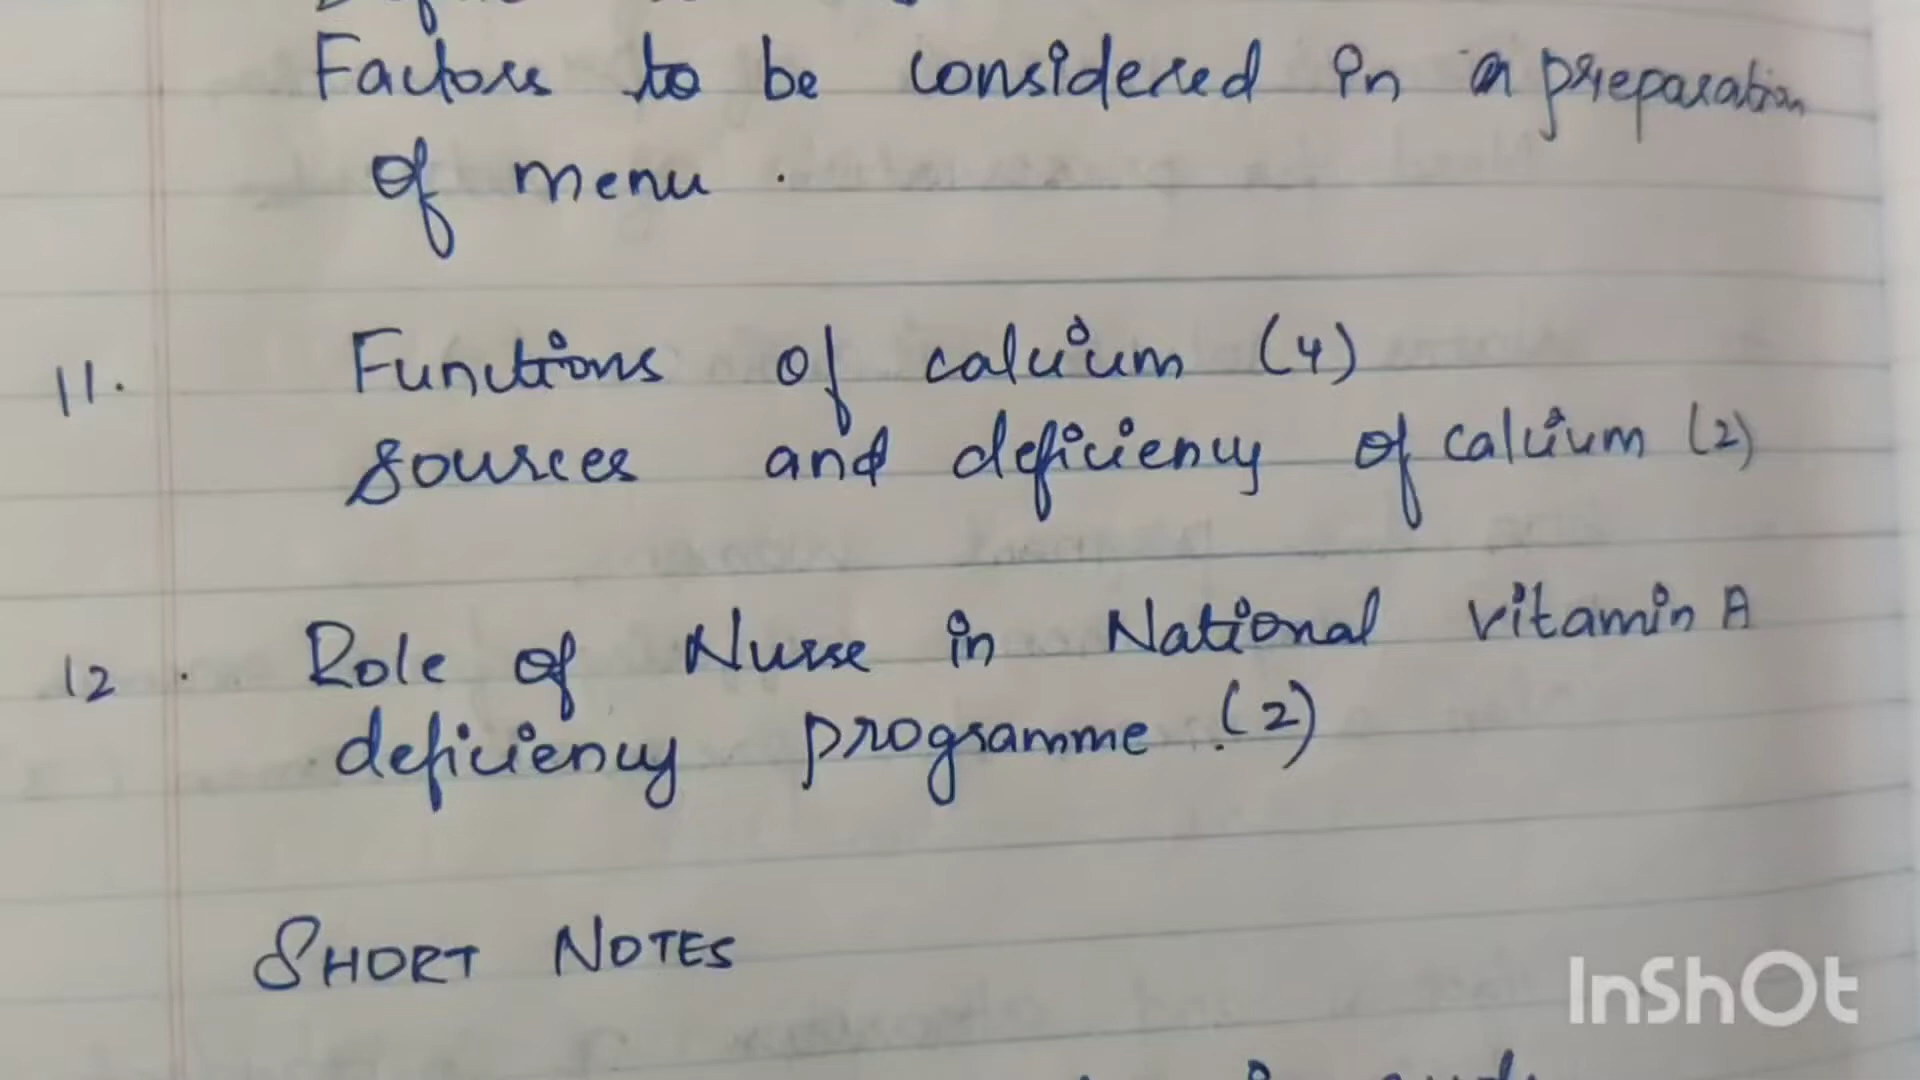 Factors to be considered in a preparation
of menu.
11. Functions of calcium (4)
sources and deficiency of calcium (2)
12. Role of Nurse in National vitamin A
deficiency programme. (2)
SHORT NOTES
InShOt